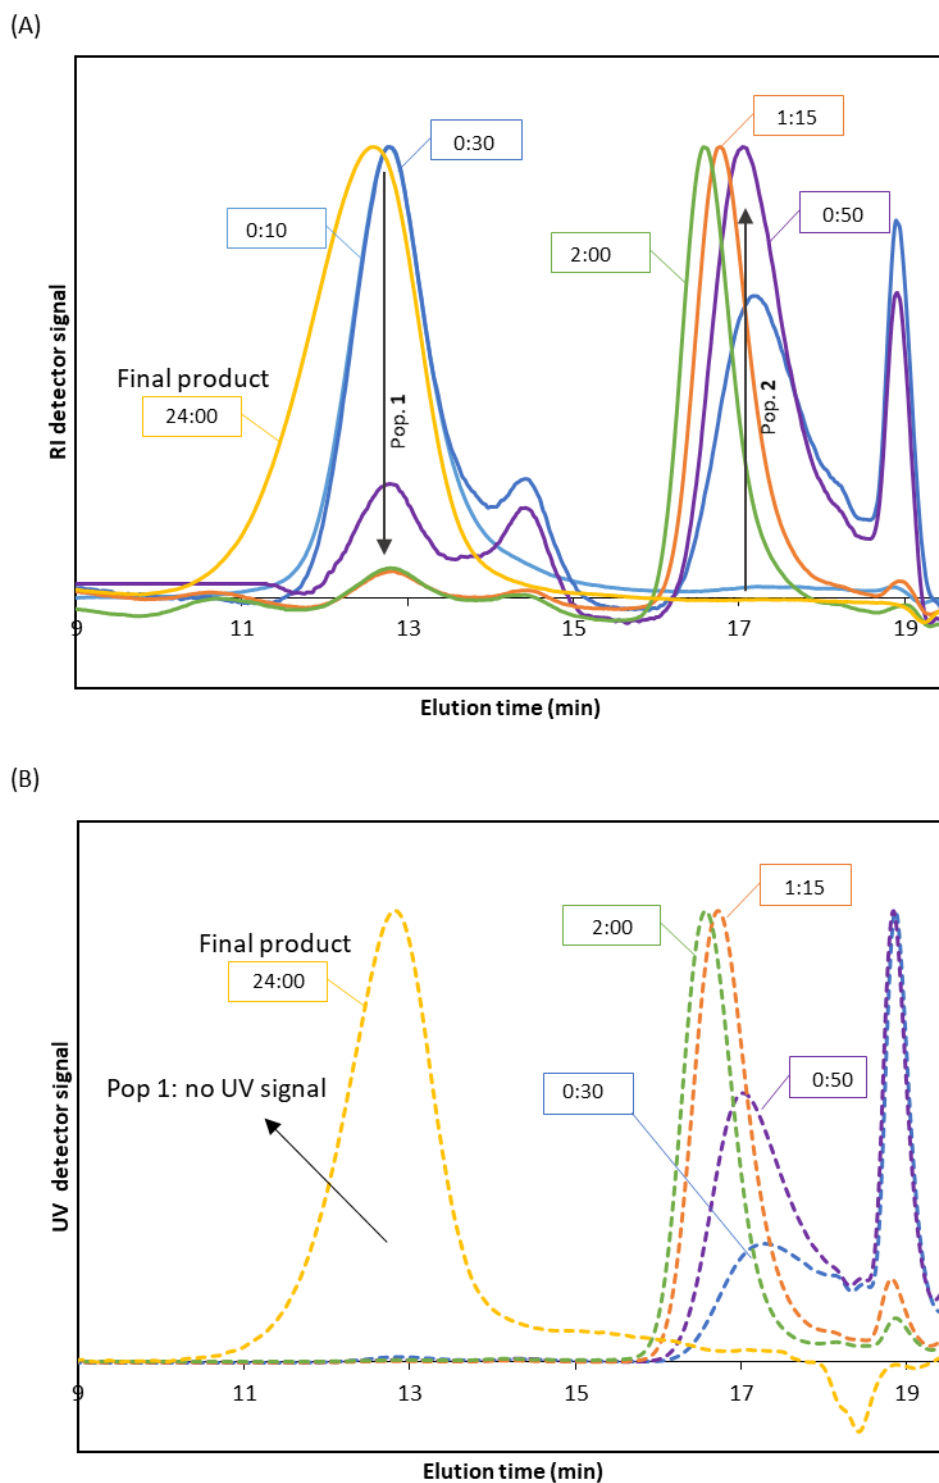 (A)
RI detector signal
0:30
1:15
0:10
0:50
2:00
Final product
24:00
Pop. 1
Pop. 2
9 11 13 15 17 19
Elution time (min)
(B)
UV detector signal
1:15
2:00
Final product
24:00
Pop 1: no UV signal
0:30
0:50
9 11 13 15 17 19
Elution time (min)